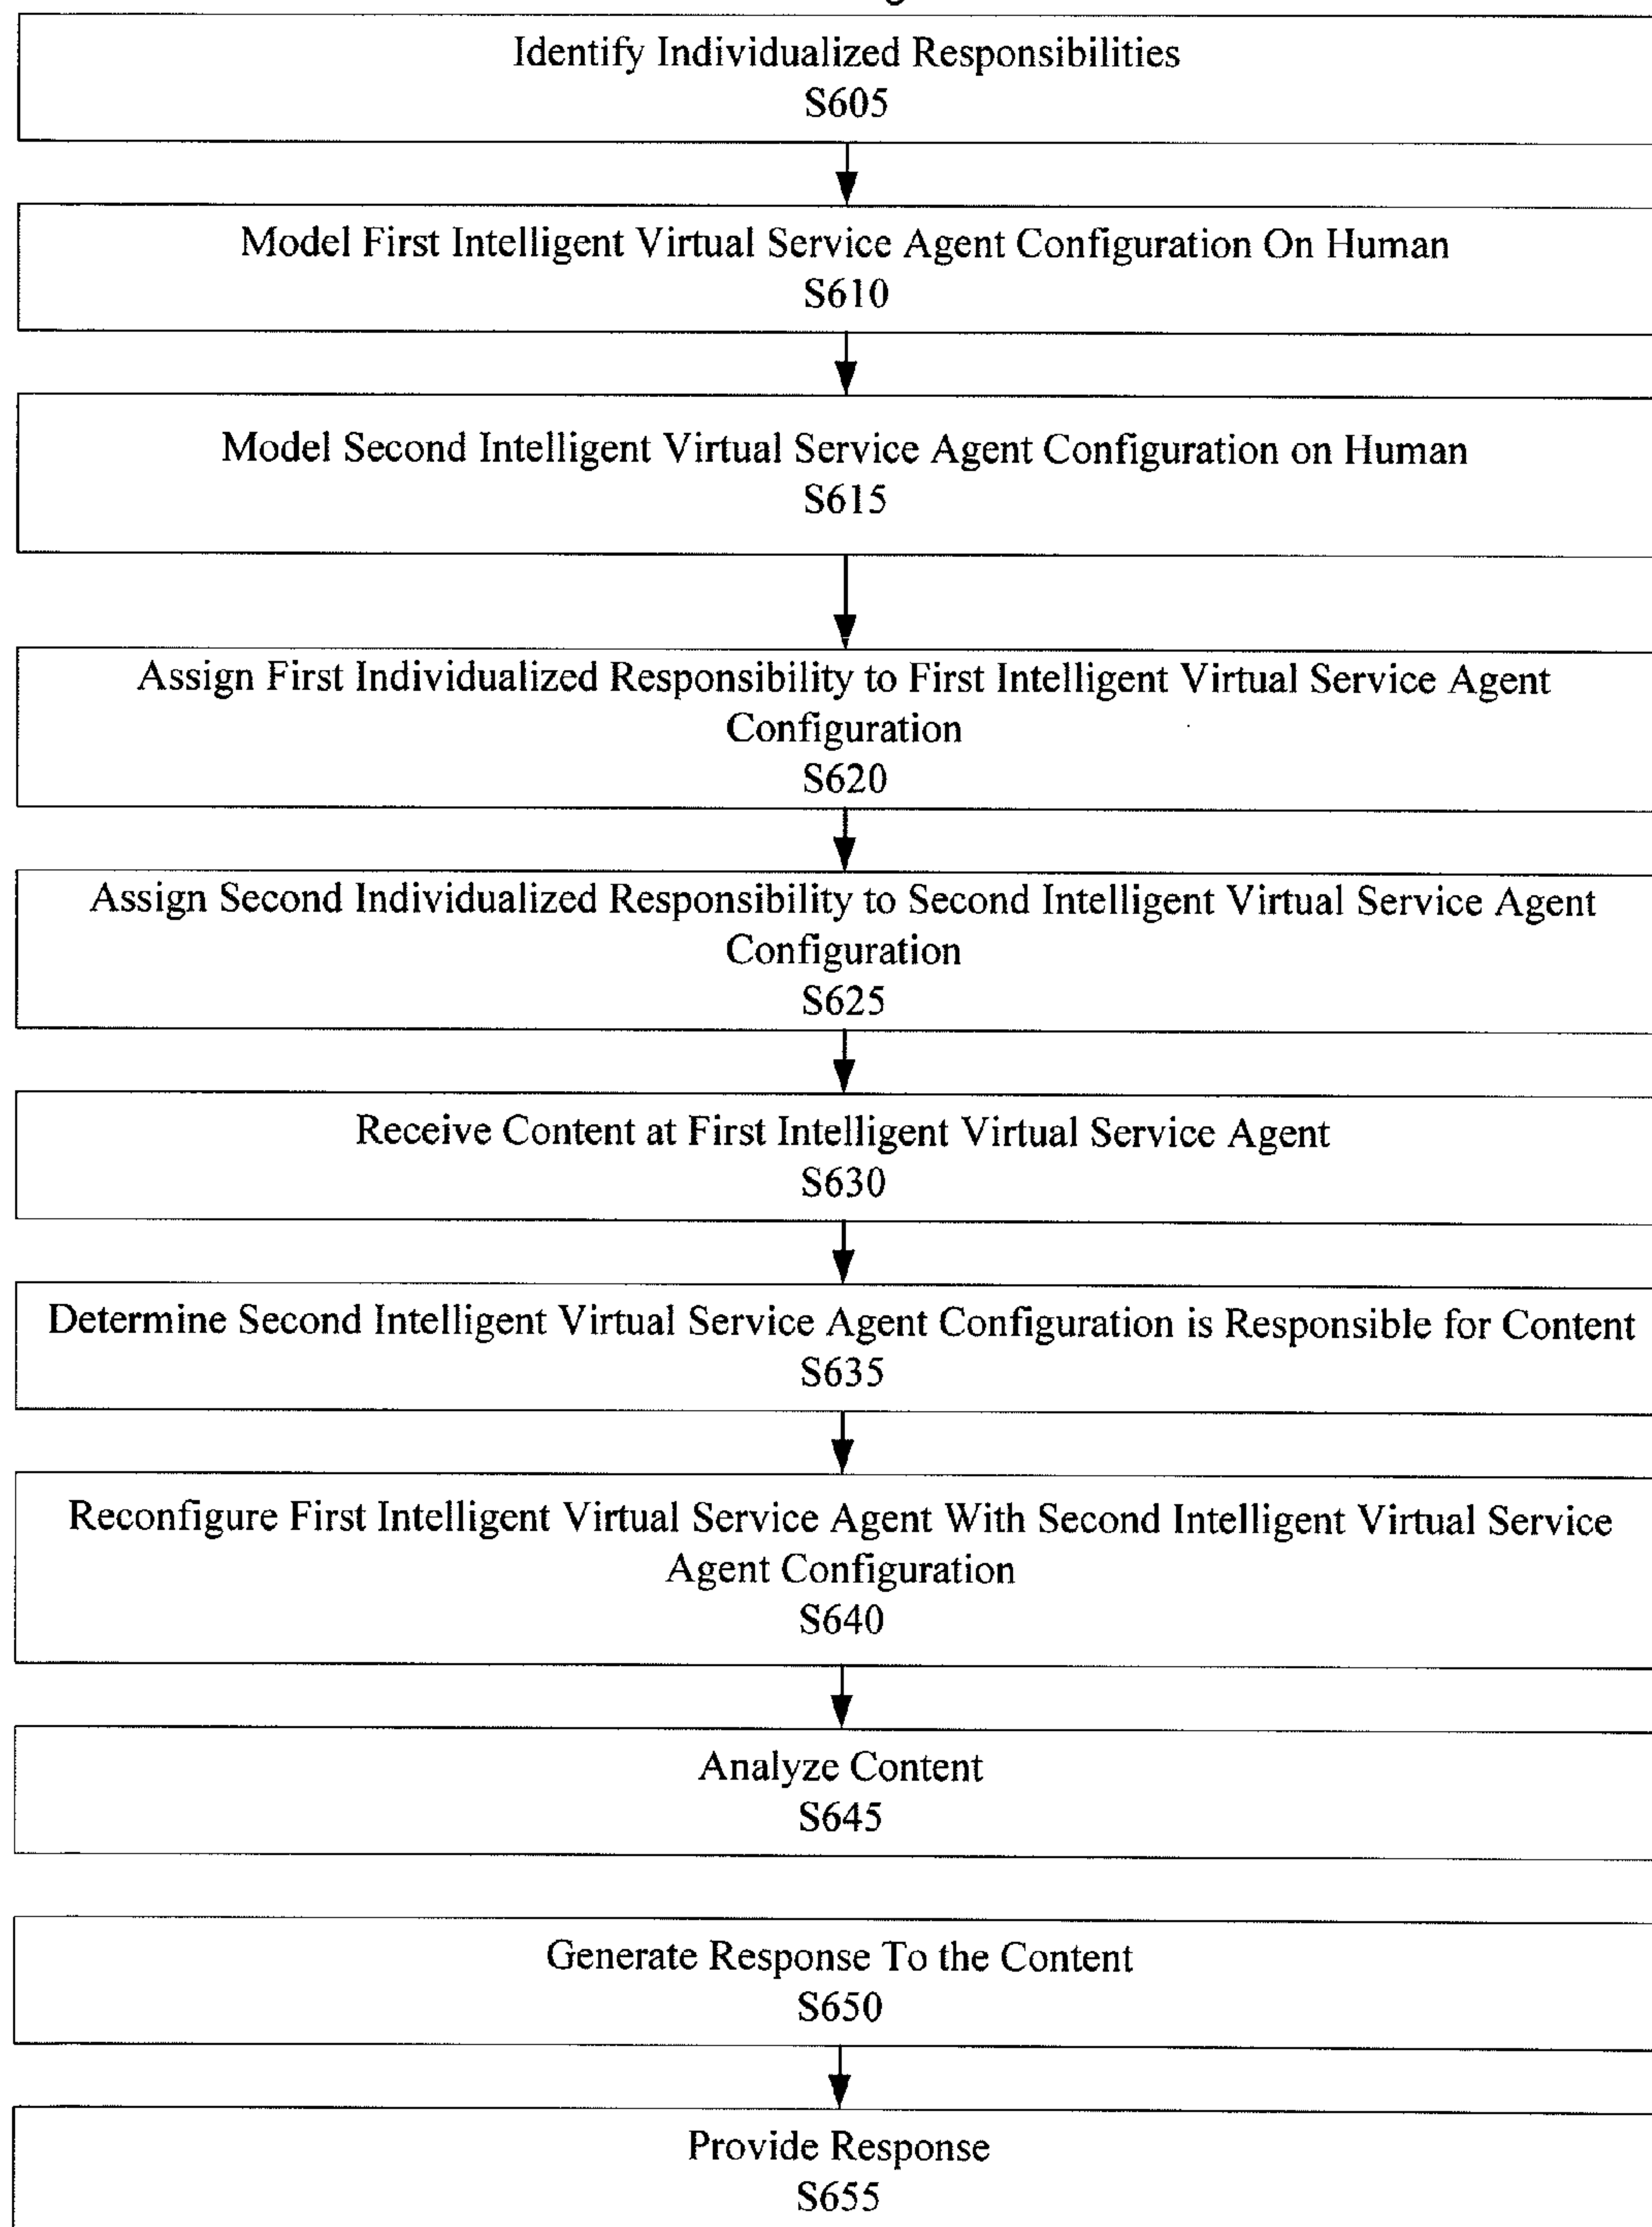 Identify Individualized Responsibilities
S605
Model First Intelligent Virtual Service Agent Configuration On Human
S610
Model Second Intelligent Virtual Service Agent Configuration on Human
S615
Assign First Individualized Responsibility to First Intelligent Virtual Service Agent
Configuration
S620
Assign Second Individualized Responsibility to Second Intelligent Virtual Service Agent
Configuration
S625
Receive Content at First Intelligent Virtual Service Agent
S630
Determine Second Intelligent Virtual Service Agent Configuration is Responsible for Content
S635
Reconfigure First Intelligent Virtual Service Agent With Second Intelligent Virtual Service
Agent Configuration
S640
Analyze Content
S645
Generate Response To the Content
S650
Provide Response
S655